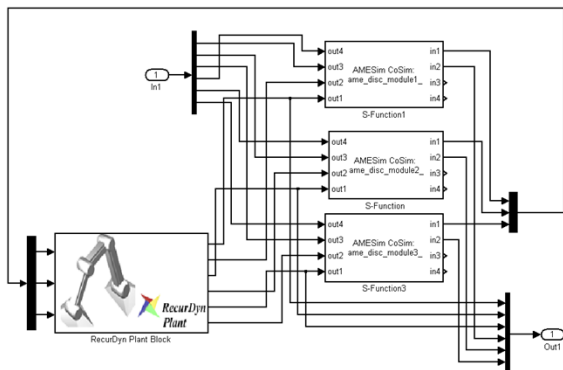 1
In1
out4
out3
out2
out1
AMESim CoSim:
ame_disc_module1_
in1
in2
in3
in4
S-Function1
out4
out3
out2
out1
AMESim CoSim:
ame_disc_module2_
in1
in2
in3
in4
S-Function
out4
out3
out2
out1
AMESim CoSim:
ame_disc_module3_
in1
in2
in3
in4
S-Function3
RecurDyn
Plant
RecurDyn Plant Block
1
Out1